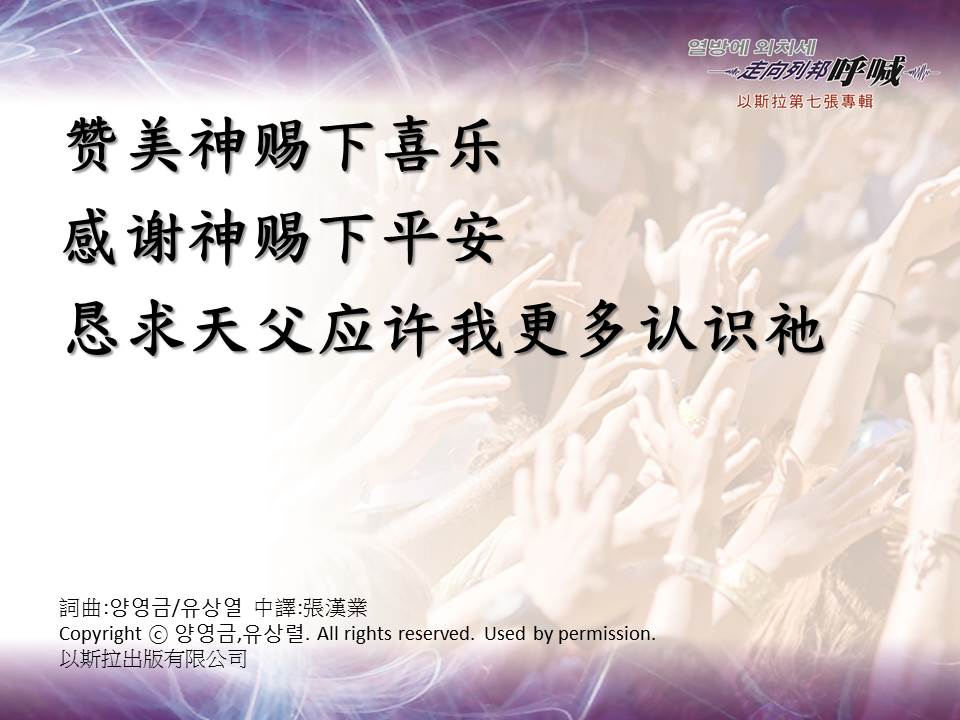 열방에 외치세
走向列邦呼喊
以斯拉第七張專輯
赞美神赐下喜乐
感谢神赐下平安
恳求天父应许我更多认识祂
詞曲:양영금/유상열 中譯:張漢業
Copyright ⓒ 양영금,유상렬. All rights reserved. Used by permission.
以斯拉出版有限公司